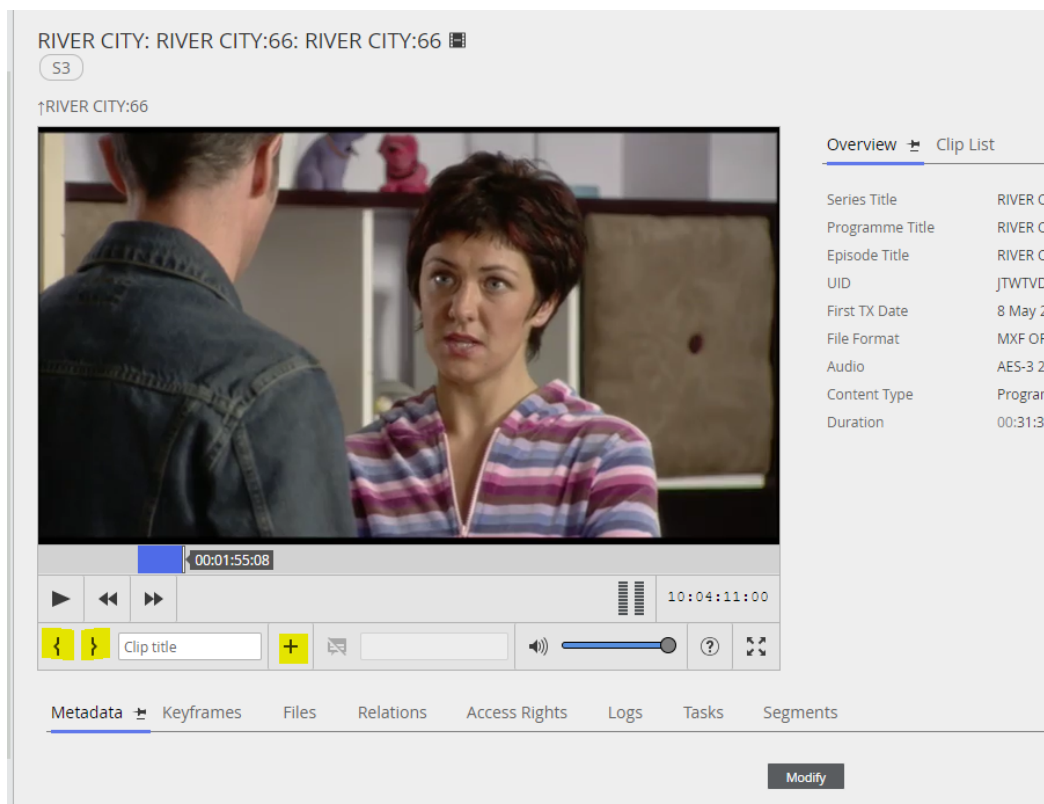 RIVER CITY: RIVER CITY:66: RIVER CITY:66
S3
↑RIVER CITY:66
Overview Clip List
Series Title RIVER C
Programme Title RIVER C
Episode Title RIVER C
UID JTWTVD
First TX Date 8 May 2
File Format MXF OF
Audio AES-3 2
Content Type Program
Duration 00:31:3
00:01:55:08
10:04:11:00
{ } Clip title + ?
Metadata Keyframes Files Relations Access Rights Logs Tasks Segments
Modify